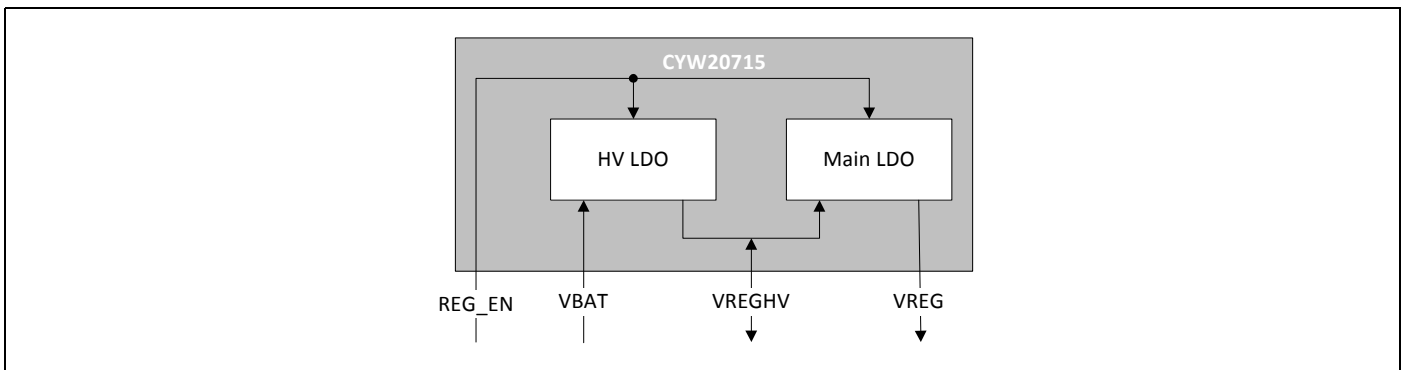 CYW20715
HV LDO
Main LDO
REG_EN
VBAT
VREGHV
VREG